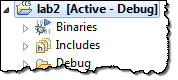 lab2 [Active - Debug]
Binaries
Includes
Debug